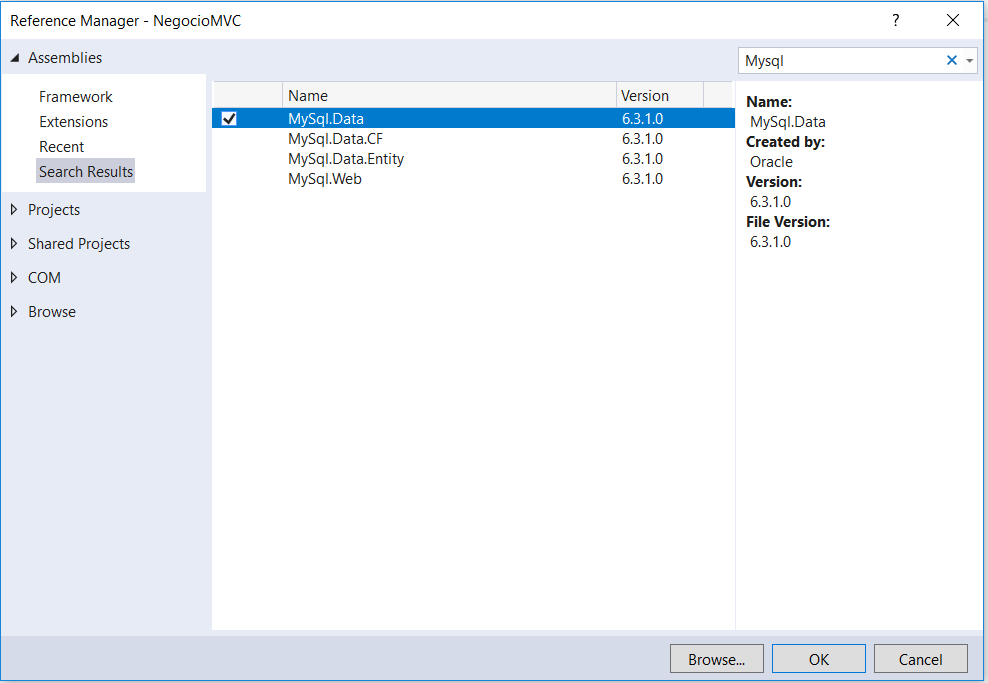 Reference Manager - NegocioMVC
?
Assemblies
Framework
Extensions
Recent
Search Results
Projects
Shared Projects
COM
Browse
Name Version
MySql.Data 6.3.1.0
MySql.Data.CF 6.3.1.0
MySql.Data.Entity 6.3.1.0
MySql.Web 6.3.1.0
Mysql
Name:
MySql.Data
Created by:
Oracle
Version:
6.3.1.0
File Version:
6.3.1.0
Browse... OK Cancel